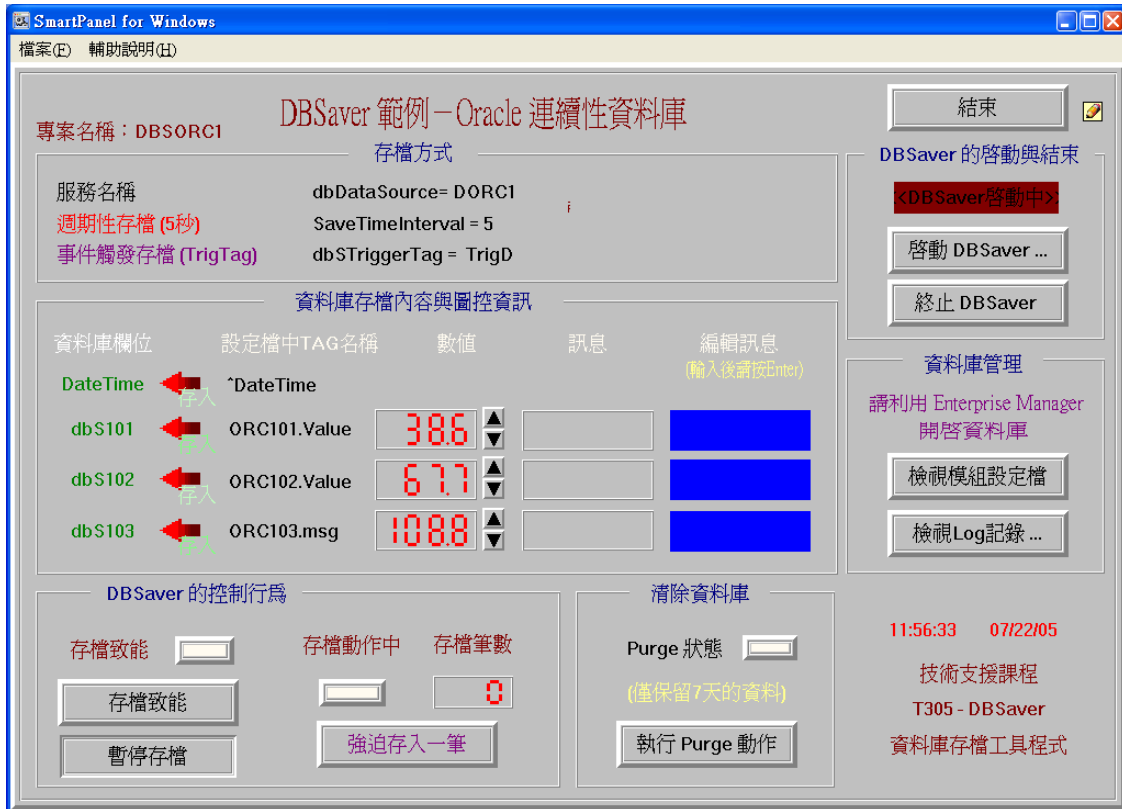 SmartPanel for Windows
檔案(F) 輔助說明(H)
DBSaver 範例－Oracle 連續性資料庫
結束
專案名稱：DBSORC1
存檔方式
服務名稱 dbDataSource= DORC1
週期性存檔 (5秒) SaveTimeInterval = 5
事件觸發存檔 (TrigTag) dbSTriggerTag = TrigD
DBSaver 的啓動與結束
<DBSaver啓動中>
啓動 DBSaver ...
終止 DBSaver
資料庫存檔內容與圖控資訊
資料庫欄位 設定檔中TAG名稱 數值 訊息 編輯訊息
(輸入後請按Enter)
DateTime 存入 *DateTime
dbS101 存入 ORC101.Value 38.6
dbS102 存入 ORC102.Value 67.7
dbS103 存入 ORC103.msg 108.8
資料庫管理
請利用 Enterprise Manager
開啓資料庫
檢視模組設定檔
檢視Log記錄 ...
DBSaver 的控制行爲
存檔致能 存檔動作中 存檔筆數
0
存檔致能
強迫存入一筆
暫停存檔
清除資料庫
Purge 狀態
(僅保留7天的資料)
執行 Purge 動作
11:56:33 07/22/05
技術支援課程
T305 - DBSaver
資料庫存檔工具程式